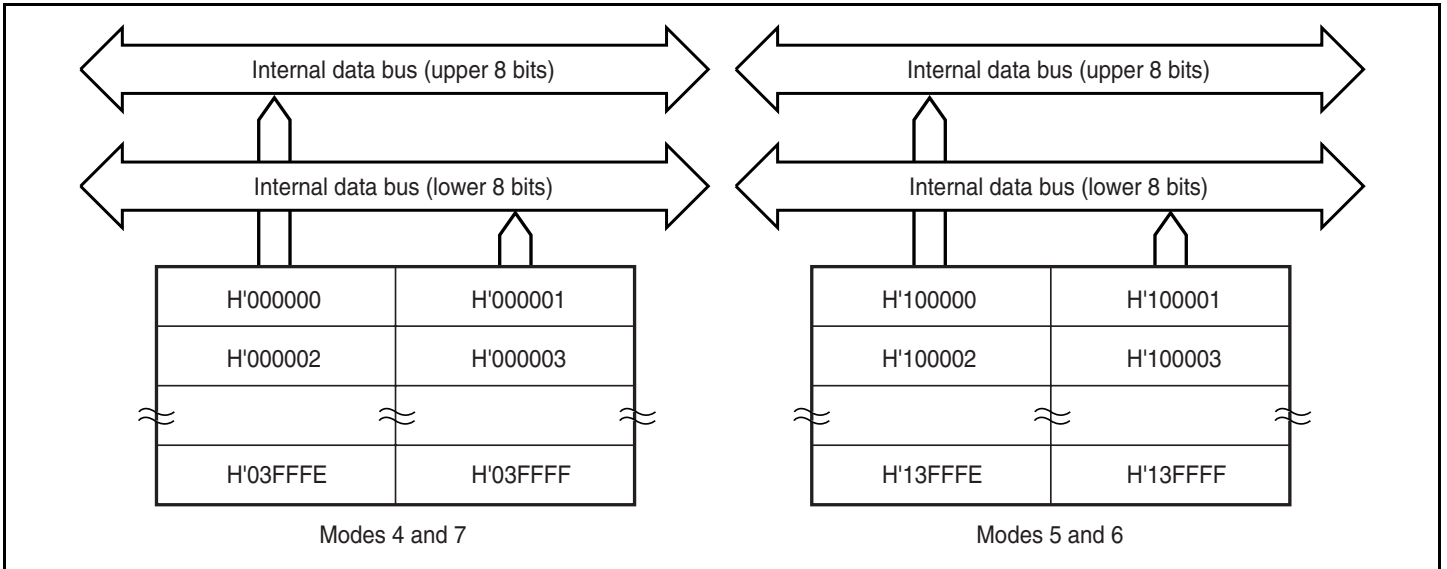 Internal data bus (upper 8 bits)
Internal data bus (lower 8 bits)
H'000000 H'000001
H'000002 H'000003
H'03FFFE H'03FFFF
Modes 4 and 7
Internal data bus (upper 8 bits)
Internal data bus (lower 8 bits)
H'100000 H'100001
H'100002 H'100003
H'13FFFE H'13FFFF
Modes 5 and 6